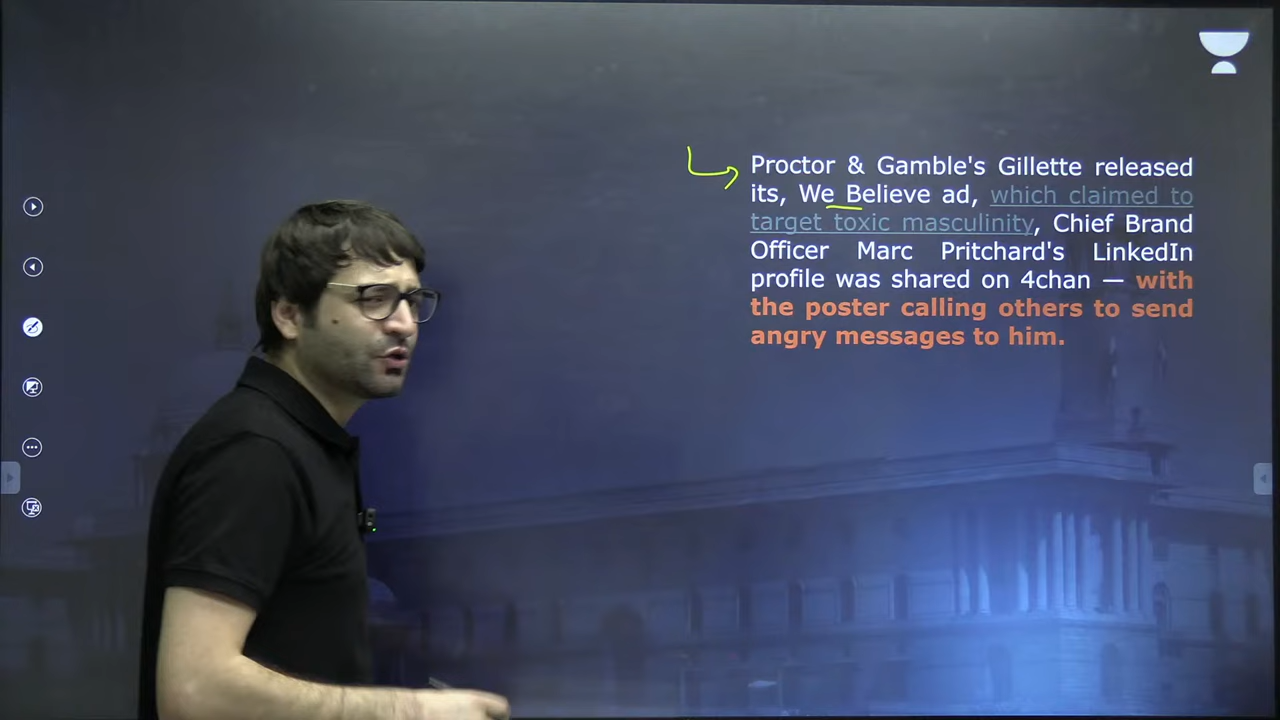 Proctor & Gamble's Gillette released
its, We Believe ad, which claimed to
target toxic masculinity, Chief Brand
Officer Marc Pritchard's LinkedIn
profile was shared on 4chan — with
the poster calling others to send
angry messages to him.